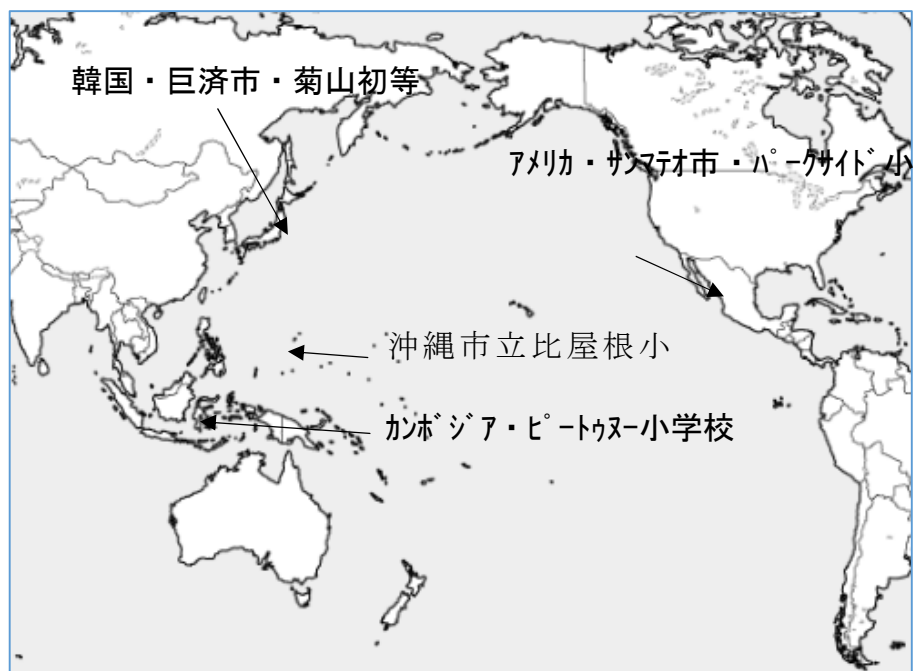 韓国・巨済市・菊山初等
アメリカ・サンマテオ市・パークサイド小
沖縄市立比屋根小
カンボジア・ピートゥヌー小学校